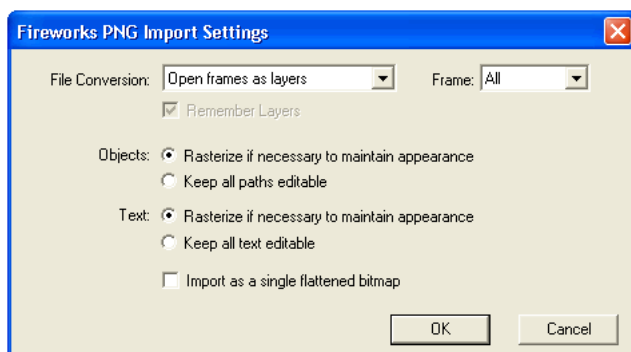 Fireworks PNG Import Settings
File Conversion: Open frames as layers Frame: All
Remember Layers
Objects: Rasterize if necessary to maintain appearance
Keep all paths editable
Text: Rasterize if necessary to maintain appearance
Keep all text editable
Import as a single flattened bitmap
OK Cancel